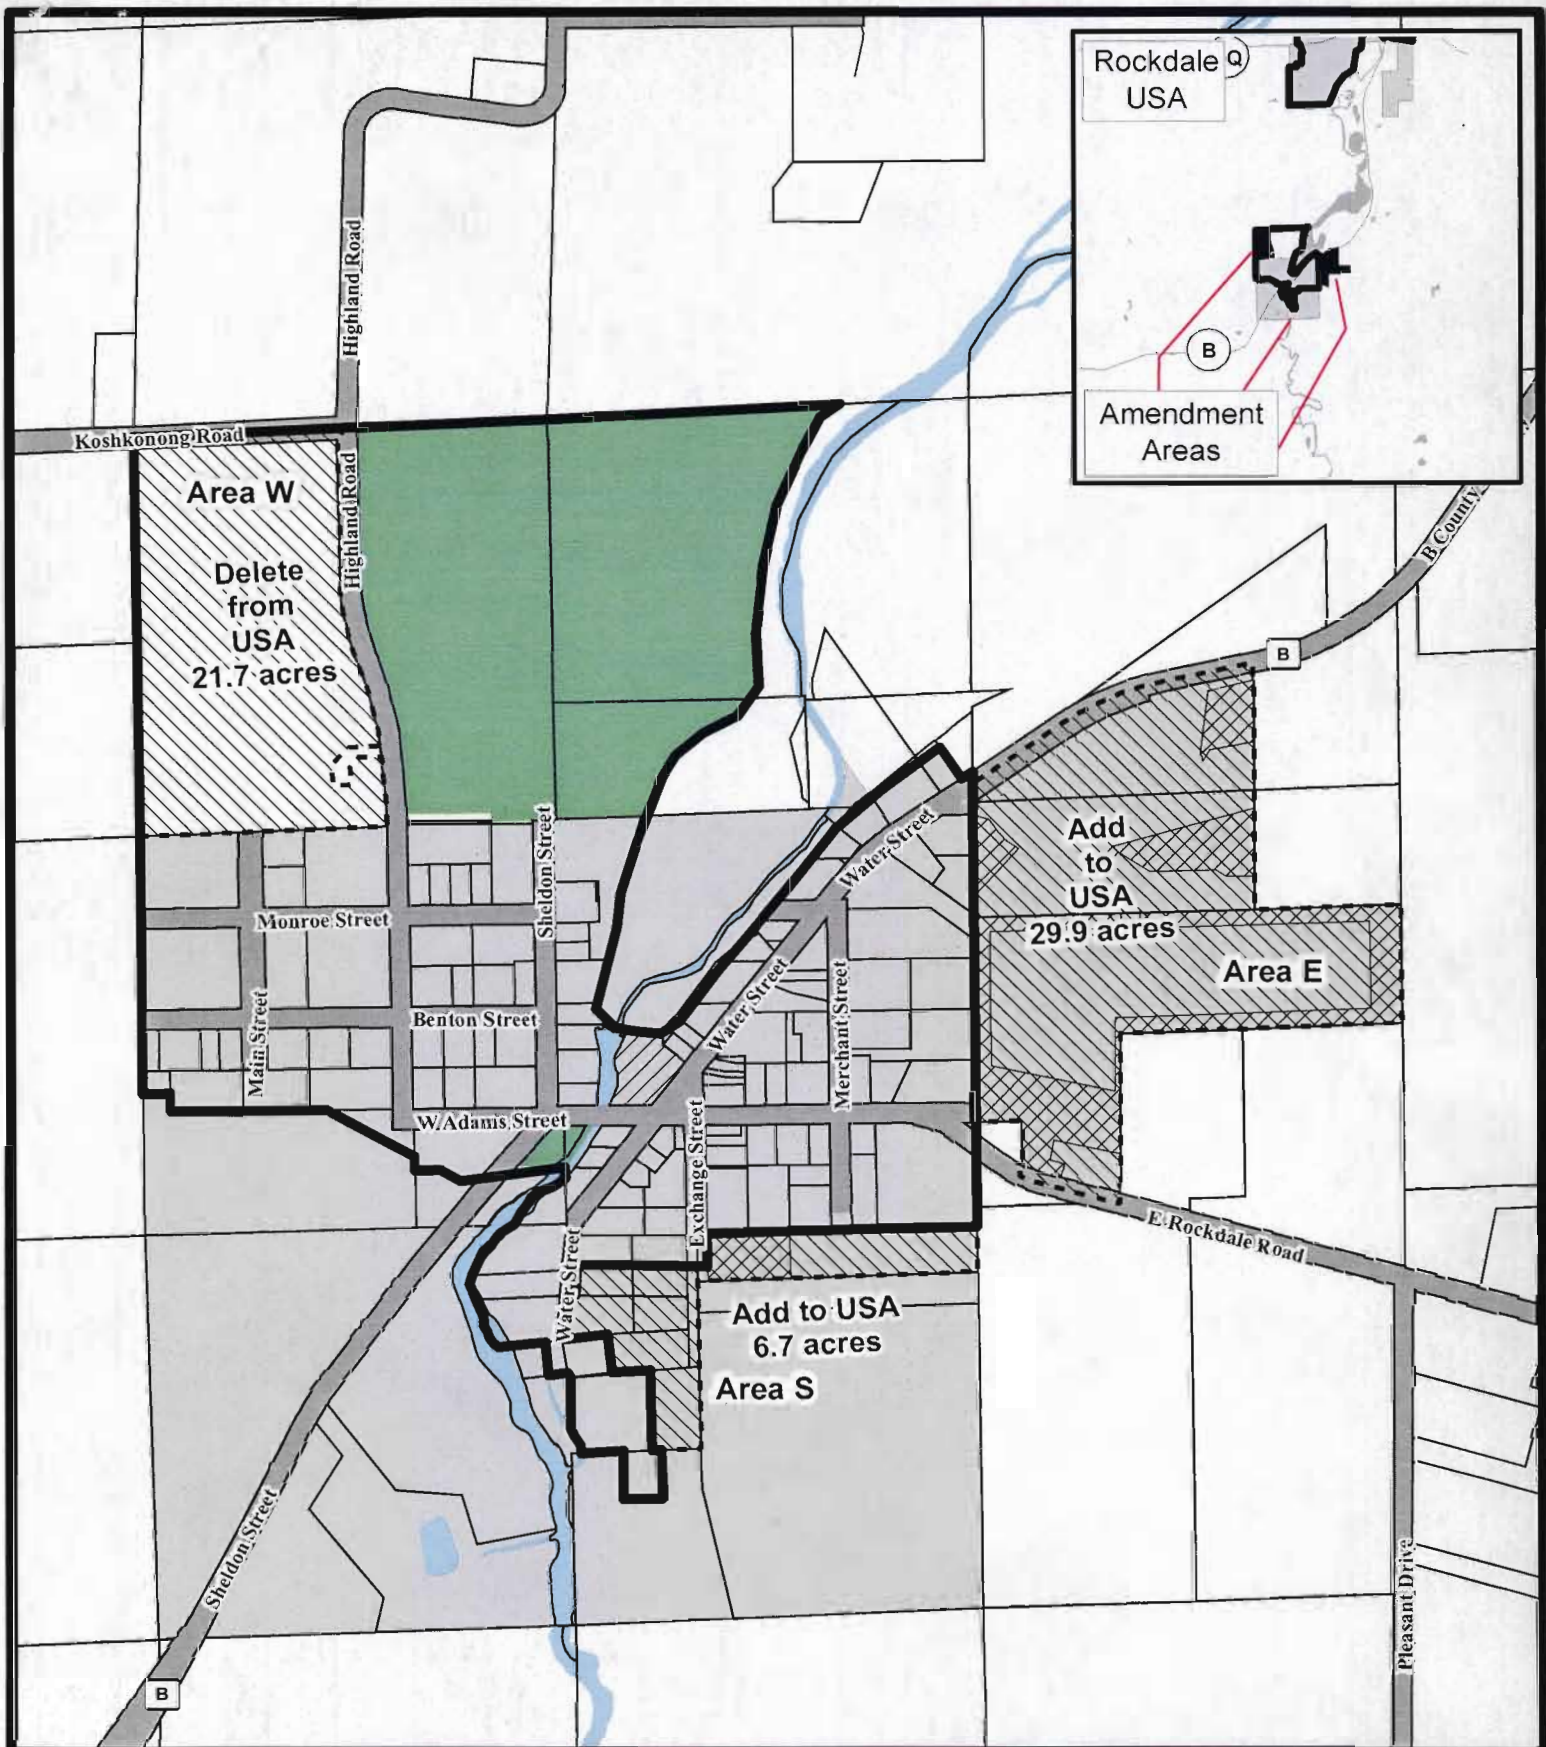 Rockdale
USA
Q
B
Amendment
Areas
Highland Road
Koshkonong Road
Highland Road
Area W
Delete
from
USA
21.7 acres
B County
B
Add
to
USA
29.9 acres
Area E
Water Street
Sheldon Street
Monroe Street
Main Street
Benton Street
Water Street
Merchant Street
W. Adams Street
Exchange Street
E. Rockdale Road
Water Street
Add to USA
6.7 acres
Area S
Sheldon Street
Pleasant Drive
B